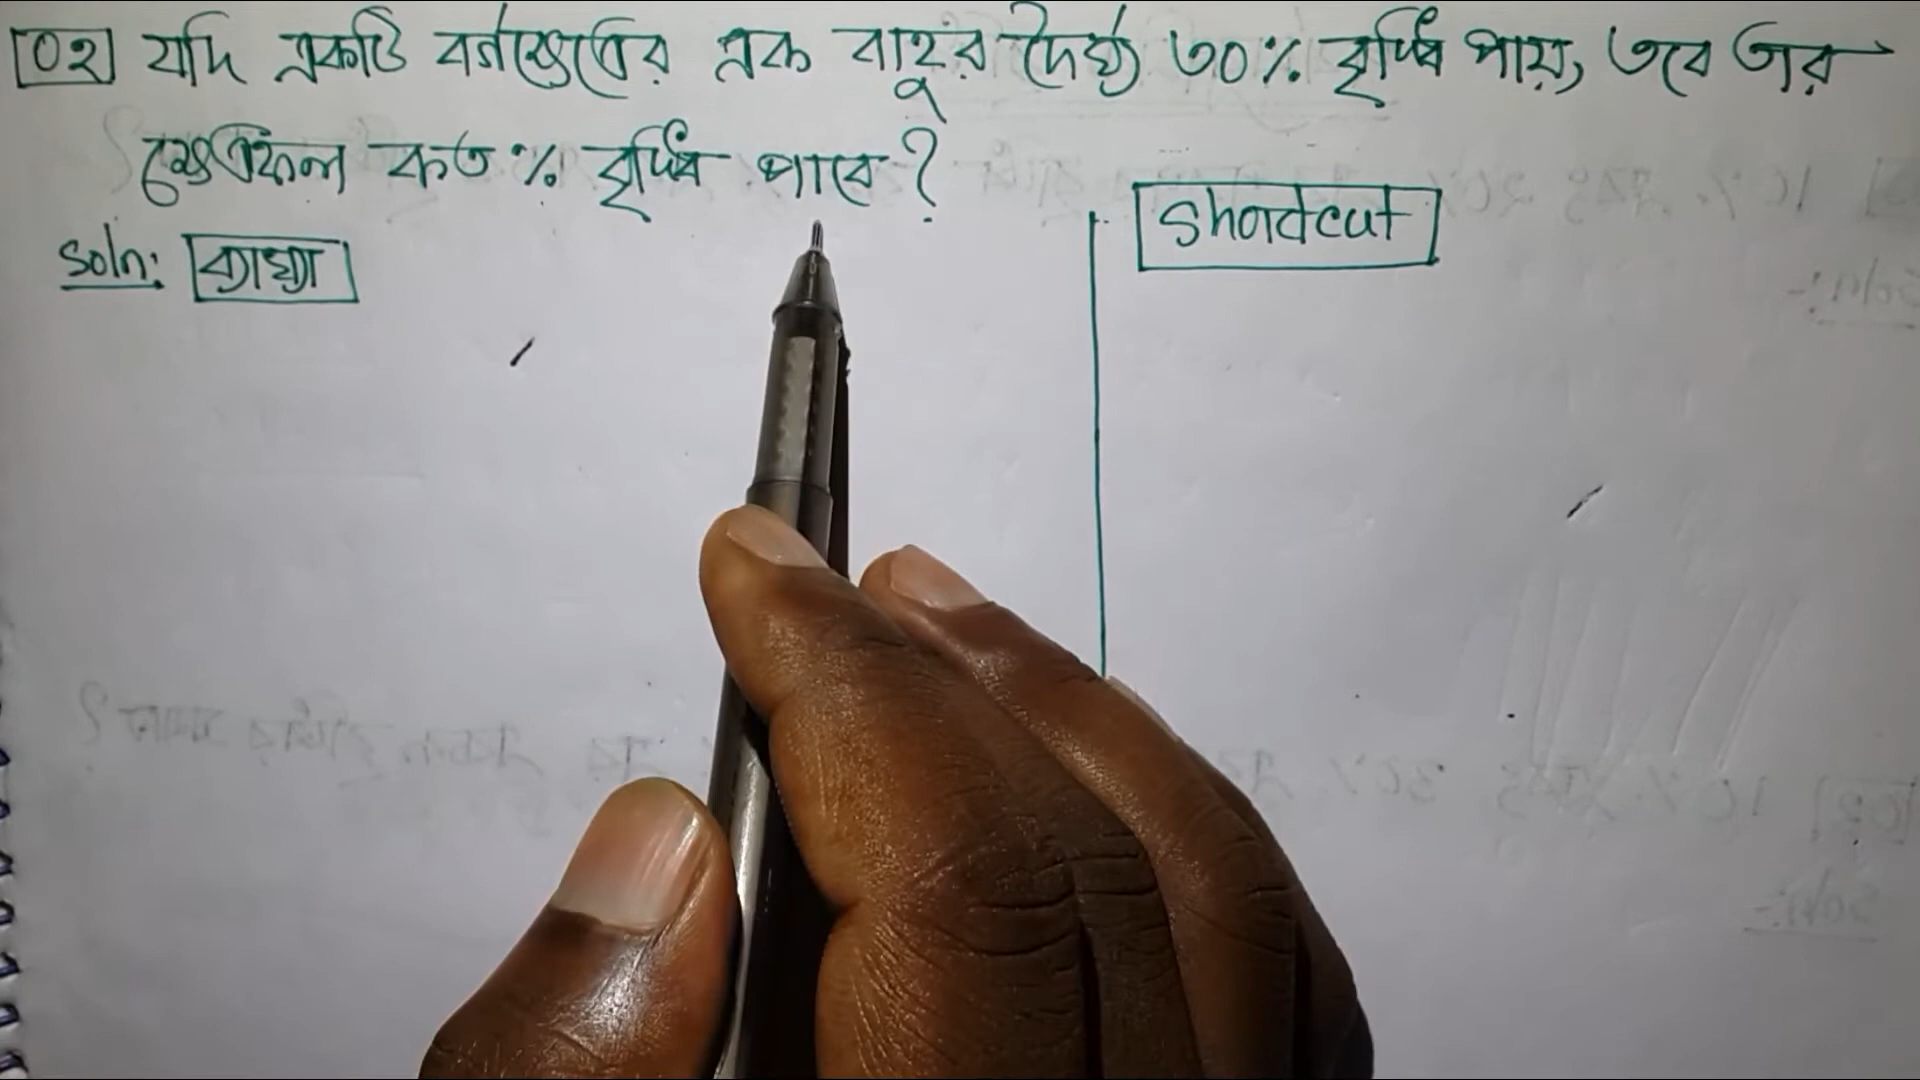 ০২ যদি একটি বর্গক্ষেত্রের এক বাহুর দৈর্ঘ্য ৩০% বৃদ্ধি পায়, তবে তার
ক্ষেত্রফল কত % বৃদ্ধি পাবে?
Soln: ব্যাখ্যা
Shortcut